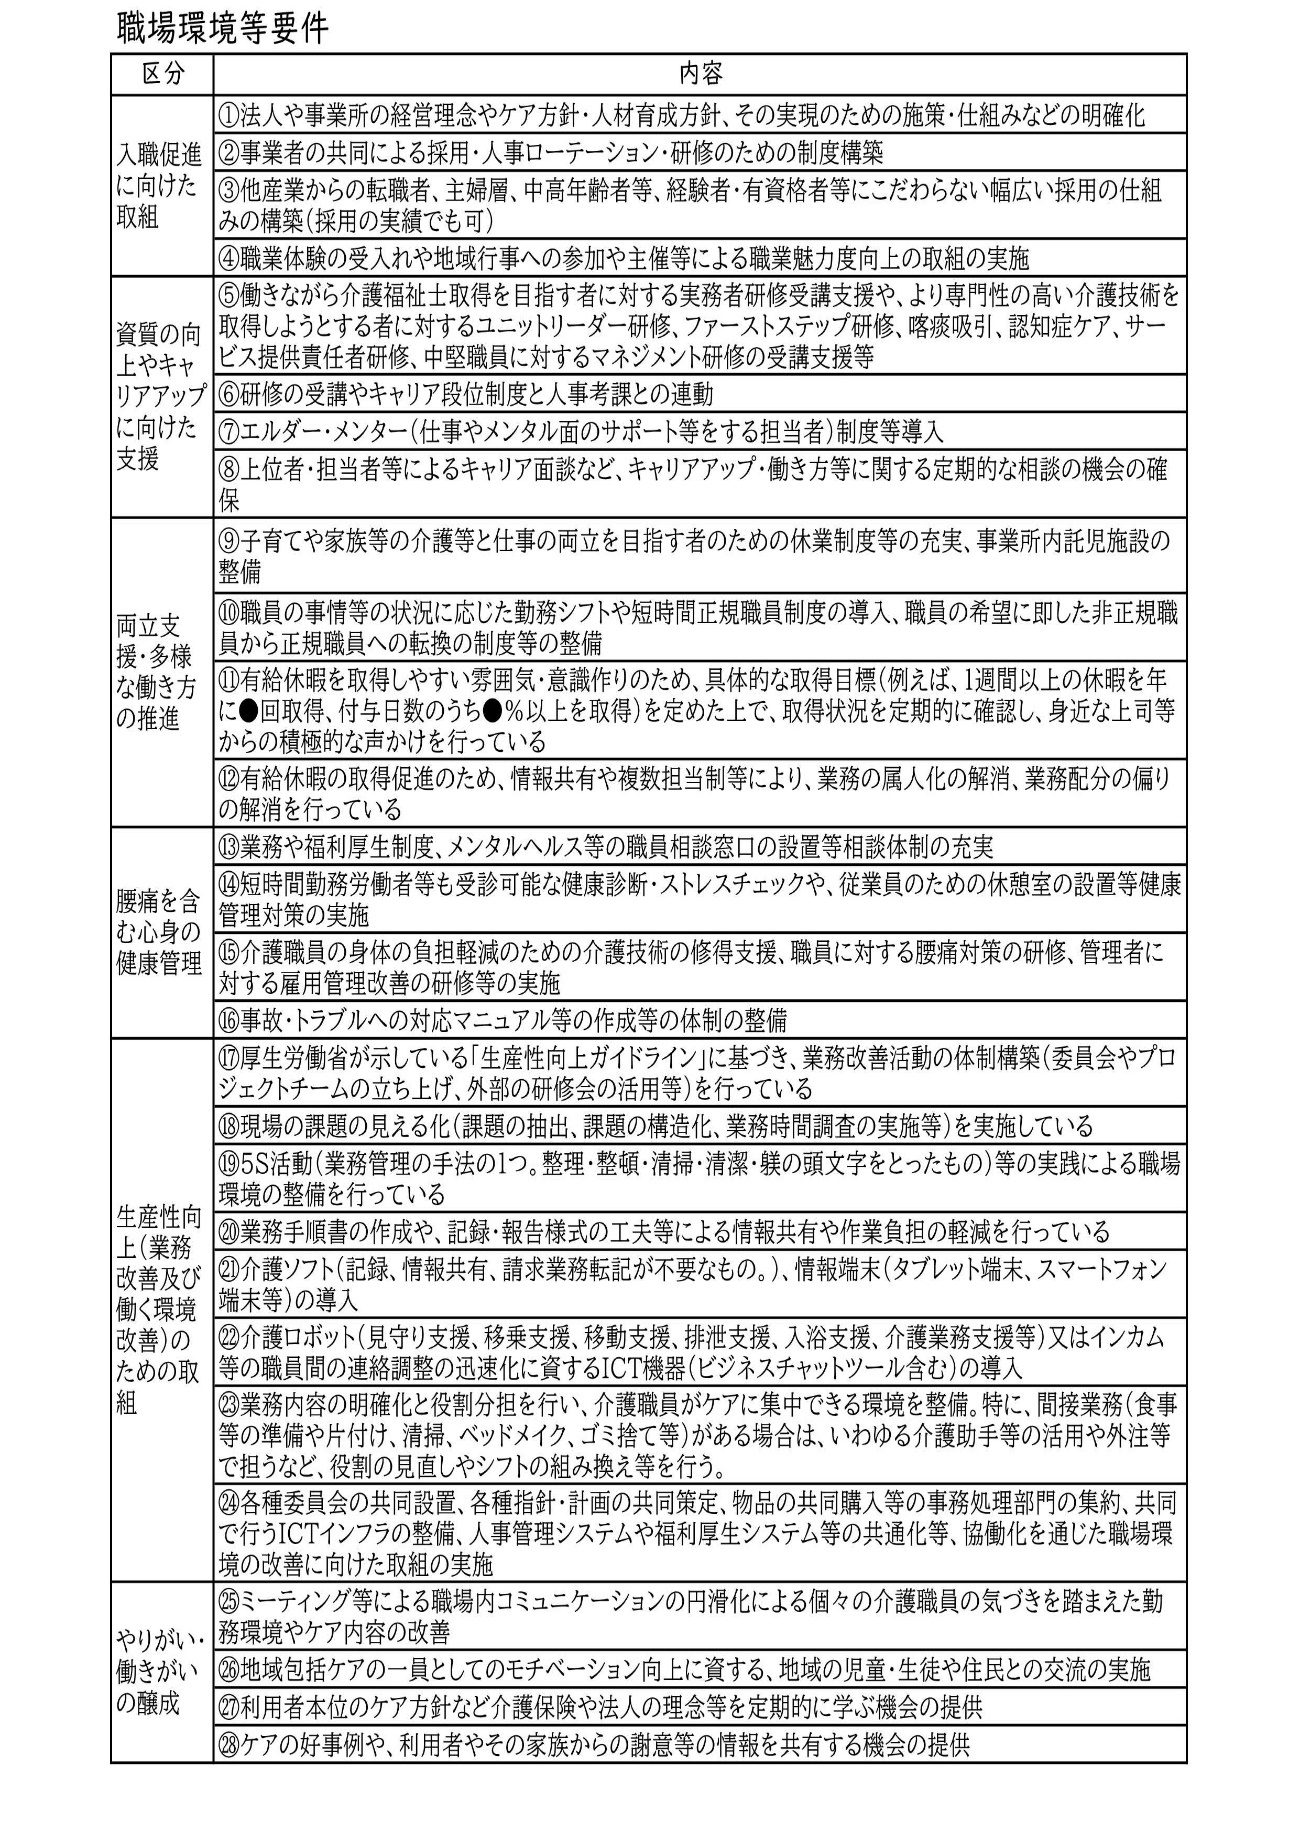 職場環境等要件
区分
内容
入職促進
に向けた
取組
①法人や事業所の経営理念やケア方針・人材育成方針、その実現のための施策・仕組みなどの明確化
②事業者の共同による採用・人事ローテーション・研修のための制度構築
③他産業からの転職者、主婦層、中高年齢者等、経験者・有資格者等にこだわらない幅広い採用の仕組
みの構築（採用の実績でも可）
④職業体験の受入れや地域行事への参加や主催等による職業魅力度向上の取組の実施
資質の向
上やキャ
リアアップ
に向けた
支援
⑤働きながら介護福祉士取得を目指す者に対する実務者研修受講支援や、より専門性の高い介護技術を
取得しようとする者に対するユニットリーダー研修、ファーストステップ研修、喀痰吸引、認知症ケア、サー
ビス提供責任者研修、中堅職員に対するマネジメント研修の受講支援等
⑥研修の受講やキャリア段位制度と人事考課との連動
⑦エルダー・メンター（仕事やメンタル面のサポート等をする担当者）制度等導入
⑧上位者・担当者等によるキャリア面談など、キャリアアップ・働き方等に関する定期的な相談の機会の確
保
両立支
援・多様
な働き方
の推進
⑨子育てや家族等の介護等と仕事の両立を目指す者のための休業制度等の充実、事業所内託児施設の
整備
⑩職員の事情等の状況に応じた勤務シフトや短時間正規職員制度の導入、職員の希望に即した非正規職
員から正規職員への転換の制度等の整備
⑪有給休暇を取得しやすい雰囲気・意識作りのため、具体的な取得目標（例えば、1週間以上の休暇を年
に●回取得、付与日数のうち●％以上を取得）を定めた上で、取得状況を定期的に確認し、身近な上司等
からの積極的な声かけを行っている
⑫有給休暇の取得促進のため、情報共有や複数担当制等により、業務の属人化の解消、業務配分の偏り
の解消を行っている
腰痛を含
む心身の
健康管理
⑬業務や福利厚生制度、メンタルヘルス等の職員相談窓口の設置等相談体制の充実
⑭短時間勤務労働者等も受診可能な健康診断・ストレスチェックや、従業員のための休憩室の設置等健康
管理対策の実施
⑮介護職員の身体の負担軽減のための介護技術の修得支援、職員に対する腰痛対策の研修、管理者に
対する雇用管理改善の研修等の実施
⑯事故・トラブルへの対応マニュアル等の作成等の体制の整備
生産性向
上（業務
改善及び
働く環境
改善）の
ための取
組
⑰厚生労働省が示している「生産性向上ガイドライン」に基づき、業務改善活動の体制構築（委員会やプロ
ジェクトチームの立ち上げ、外部の研修会の活用等）を行っている
⑱現場の課題の見える化（課題の抽出、課題の構造化、業務時間調査の実施等）を実施している
⑲5S活動（業務管理の手法の1つ。整理・整頓・清掃・清潔・躾の頭文字をとったもの）等の実践による職場
環境の整備を行っている
⑳業務手順書の作成や、記録・報告様式の工夫等による情報共有や作業負担の軽減を行っている
㉑介護ソフト（記録、情報共有、請求業務転記が不要なもの。）、情報端末（タブレット端末、スマートフォン
端末等）の導入
㉒介護ロボット（見守り支援、移乗支援、移動支援、排泄支援、入浴支援、介護業務支援等）又はインカム
等の職員間の連絡調整の迅速化に資するICT機器（ビジネスチャットツール含む）の導入
㉓業務内容の明確化と役割分担を行い、介護職員がケアに集中できる環境を整備。特に、間接業務（食事
等の準備や片付け、清掃、ベッドメイク、ゴミ捨て等）がある場合は、いわゆる介護助手等の活用や外注等
で担うなど、役割の見直しやシフトの組み換え等を行う。
㉔各種委員会の共同設置、各種指針・計画の共同策定、物品の共同購入等の事務処理部門の集約、共同
で行うICTインフラの整備、人事管理システムや福利厚生システム等の共通化等、協働化を通じた職場環
境の改善に向けた取組の実施
やりがい・
働きがい
の醸成
㉕ミーティング等による職場内コミュニケーションの円滑化による個々の介護職員の気づきを踏まえた勤
務環境やケア内容の改善
㉖地域包括ケアの一員としてのモチベーション向上に資する、地域の児童・生徒や住民との交流の実施
㉗利用者本位のケア方針など介護保険や法人の理念等を定期的に学ぶ機会の提供
㉘ケアの好事例や、利用者やその家族からの謝意等の情報を共有する機会の提供